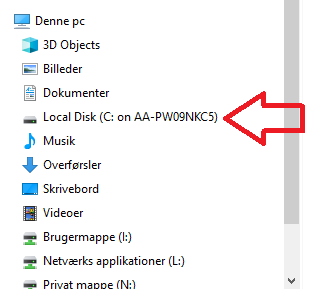 Denne pc
3D Objects
Billeder
Dokumenter
Local Disk (C: on AA-PW09NKC5)
Musik
Overførsler
Skrivebord
Videoer
Brugermappe (I:)
Netværks applikationer (L:)
Privat mappe (N:)